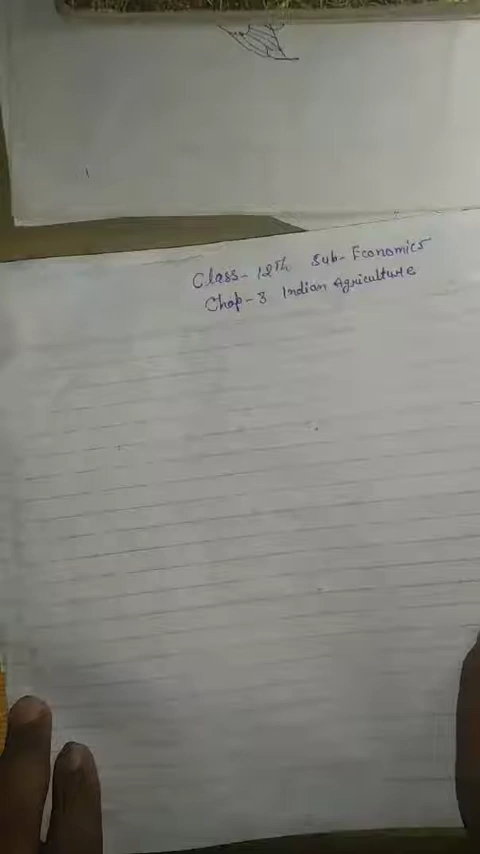 Class- 12th Sub- Economics
Chap- 3 Indian Agriculture